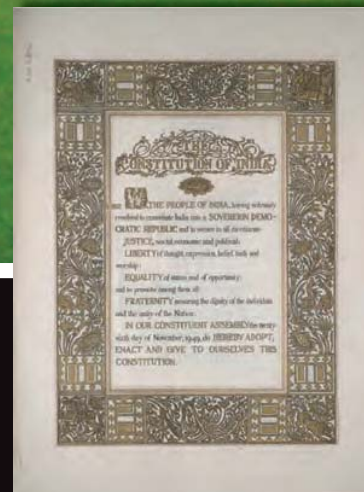 THE
CONSTITUTION OF INDIA
WE, THE PEOPLE OF INDIA, having solemnly
resolved to constitute India into a SOVEREIGN DEMO-
CRATIC REPUBLIC and to secure to all its citizens:
JUSTICE, social, economic and political;
LIBERTY of thought, expression, belief, faith and
worship;
EQUALITY of status and of opportunity;
and to promote among them all
FRATERNITY assuring the dignity of the individual
and the unity of the Nation;
IN OUR CONSTITUENT ASSEMBLY this twenty-
sixth day of November, 1949, do HEREBY ADOPT,
ENACT AND GIVE TO OURSELVES THIS
CONSTITUTION.